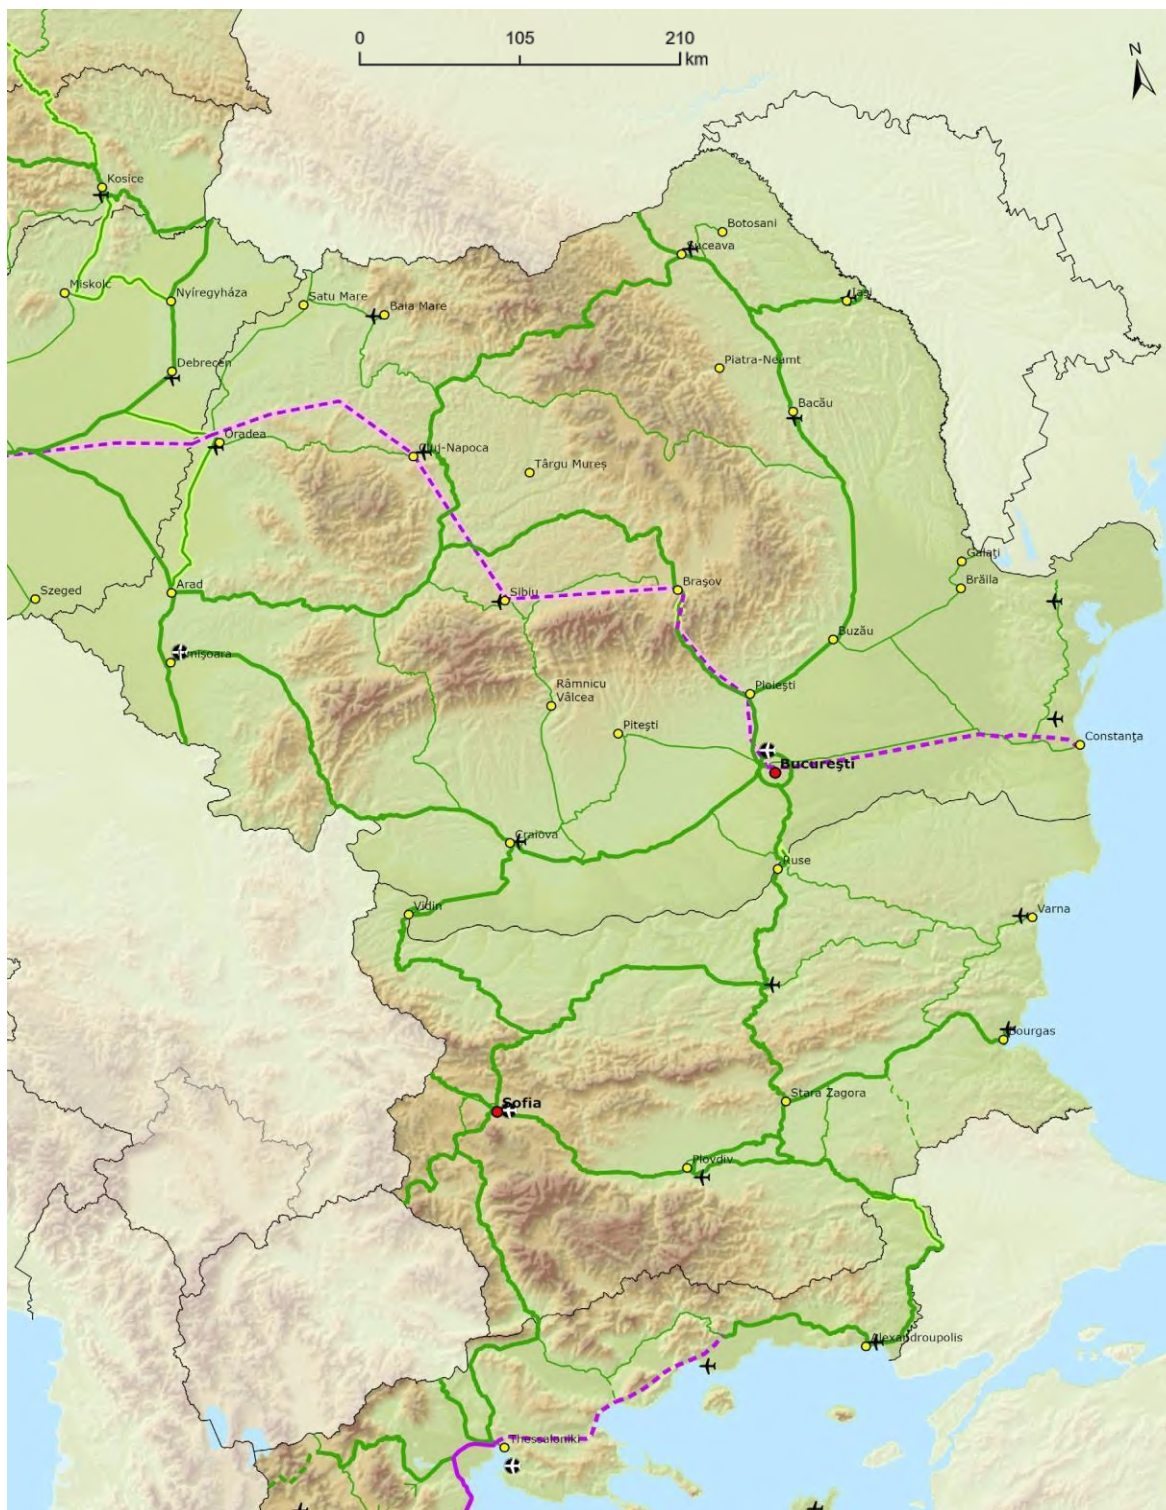 0 105 210
km
N
Kosice
Botosani
Suceava
Miskolc
Nyíregyháza
Satu Mare
Baia Mare
Iaşi
Debrecen
Piatra-Neamt
Bacău
Oradea
Cluj-Napoca
Târgu Mureş
Galaţi
Szeged
Arad
Sibiu
Braşov
Brăila
Timişoara
Buzău
Râmnicu
Vâlcea
Ploieşti
Piteşti
Constanţa
Bucureşti
Craiova
Ruse
Vidin
Varna
Bourgas
Sofia
Stara Zagora
Plovdiv
Alexandroupolis
Thessaloniki